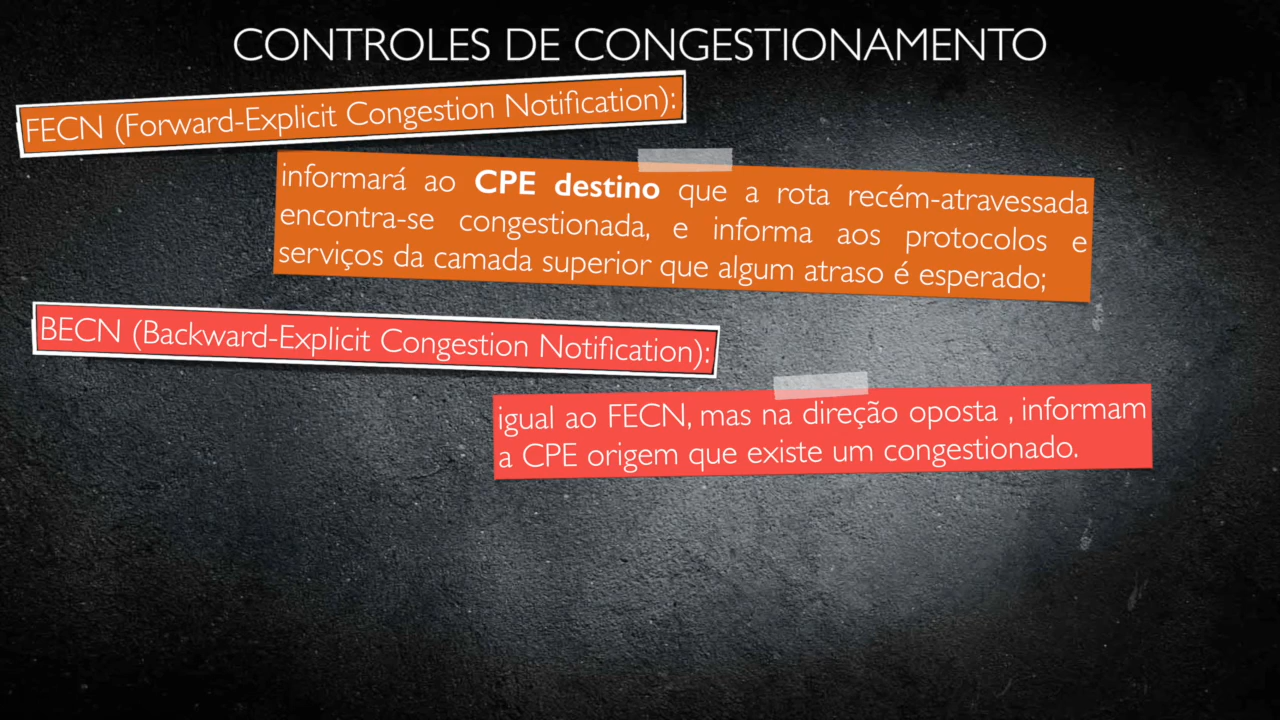 CONTROLES DE CONGESTIONAMENTO
FECN (Forward-Explicit Congestion Notification):
informará ao CPE destino que a rota recém-atravessada
encontra-se congestionada, e informa aos protocolos e
serviços da camada superior que algum atraso é esperado;
BECN (Backward-Explicit Congestion Notification):
igual ao FECN, mas na direção oposta , informam
a CPE origem que existe um congestionado.